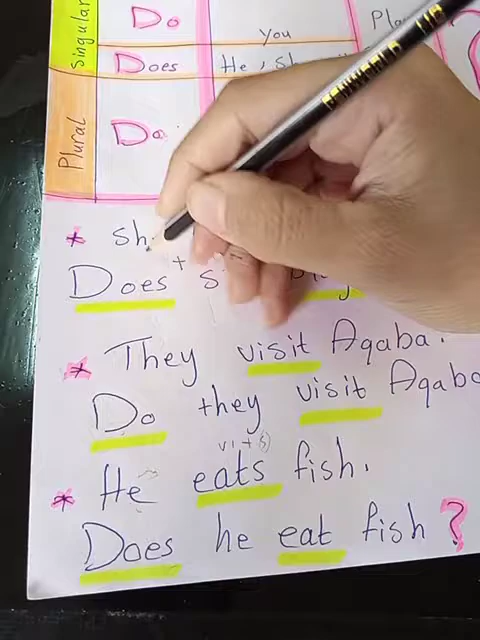 Singular
Do
you
Does
He
Plural
Do
* sh
Does + s
* They visit Aqaba.
Do they visit Aqaba
v1+s
* He eats fish.
Does he eat fish?